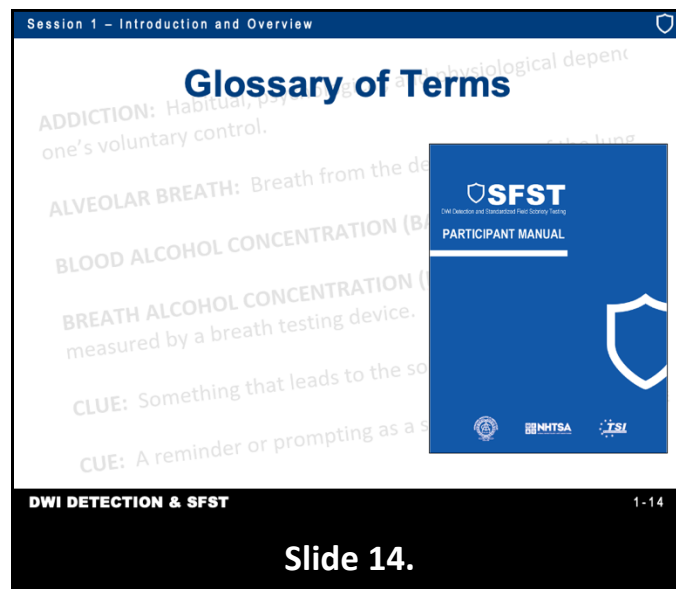 Session 1 – Introduction and Overview
Glossary of Terms
ADDICTION: Habitual, psychological and physiological depen
one's voluntary control.
ALVEOLAR BREATH: Breath from the de of the lung
BLOOD ALCOHOL CONCENTRATION (BA
BREATH ALCOHOL CONCENTRATION (
measured by a breath testing device.
CLUE: Something that leads to the so
CUE: A reminder or prompting as a s
SFST
DWI Detection and Standardized Field Sobriety Testing
PARTICIPANT MANUAL
NHTSA
TSI
DWI DETECTION & SFST
1-14
Slide 14.